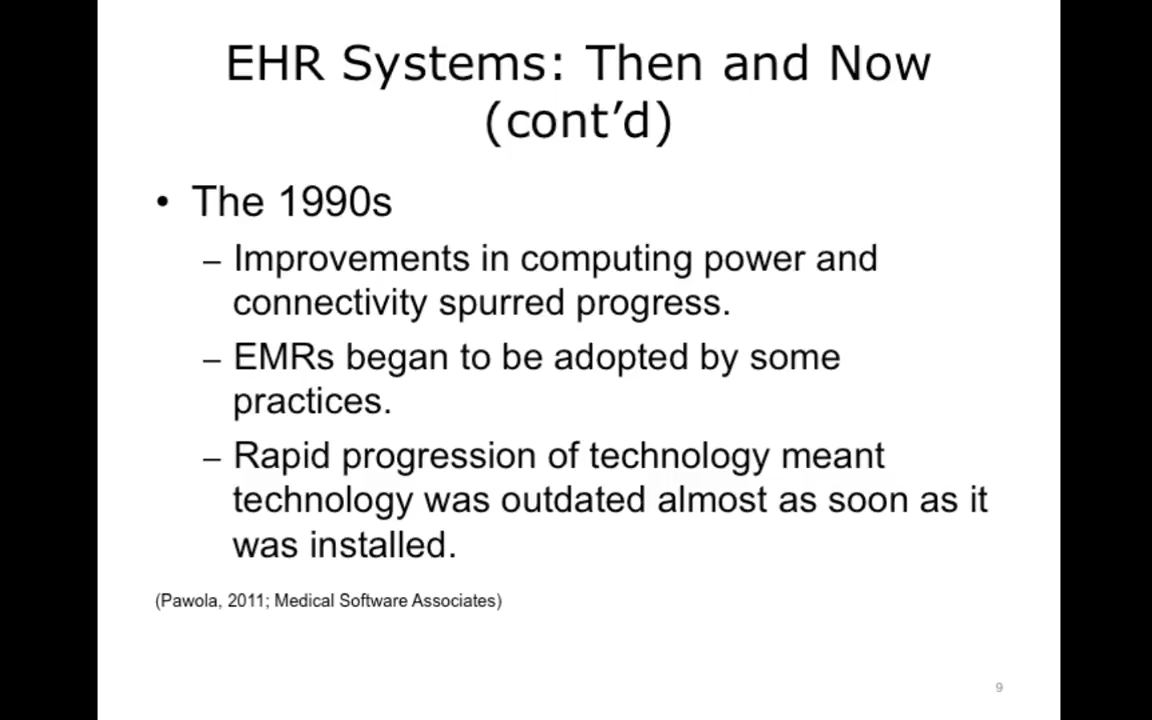 EHR Systems: Then and Now
(cont’d)
• The 1990s
– Improvements in computing power and
connectivity spurred progress.
– EMRs began to be adopted by some
practices.
– Rapid progression of technology meant
technology was outdated almost as soon as it
was installed.
(Pawola, 2011; Medical Software Associates)
9